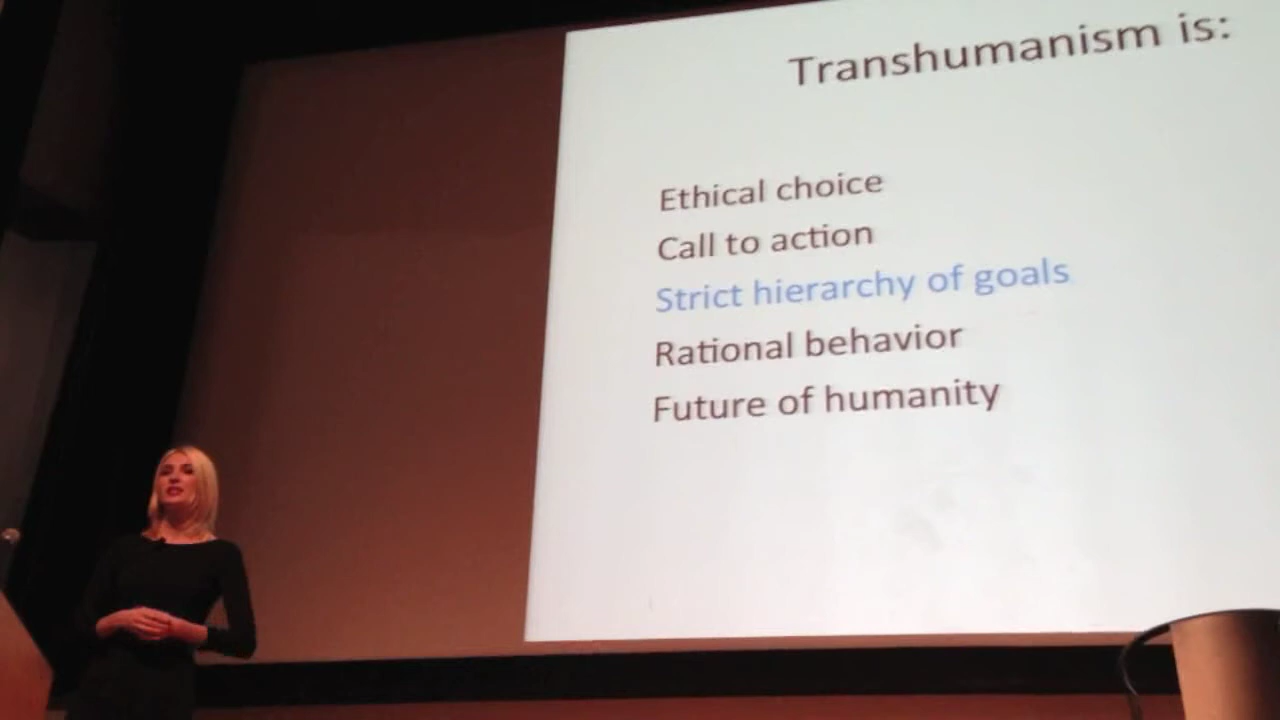 Transhumanism is:
Ethical choice
Call to action
Strict hierarchy of goals
Rational behavior
Future of humanity